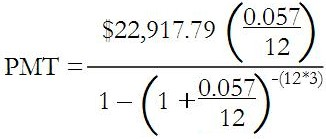 PMT = $22,917.79 (0.057/12) / 1 − (1 + 0.057/12)^−(12*3)